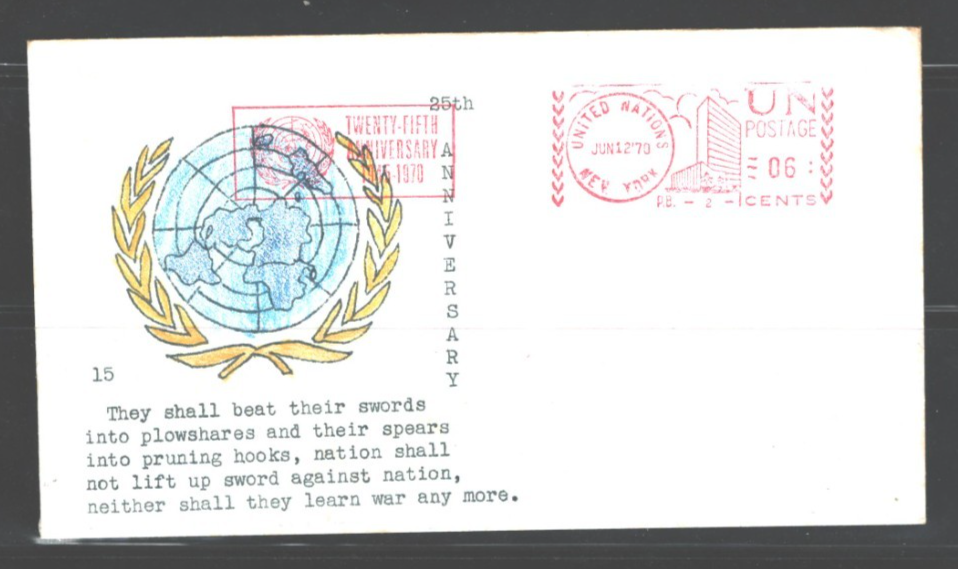 25th
ANNIVERSARY
TWENTY-FIFTH
ANNIVERSARY
-1970
UNITED NATIONS
JUN 12 '70
NEW YORK
UN
POSTAGE
06
P.B. - 2 -
CENTS
15
They shall beat their swords
into plowshares and their spears
into pruning hooks, nation shall
not lift up sword against nation,
neither shall they learn war any more.